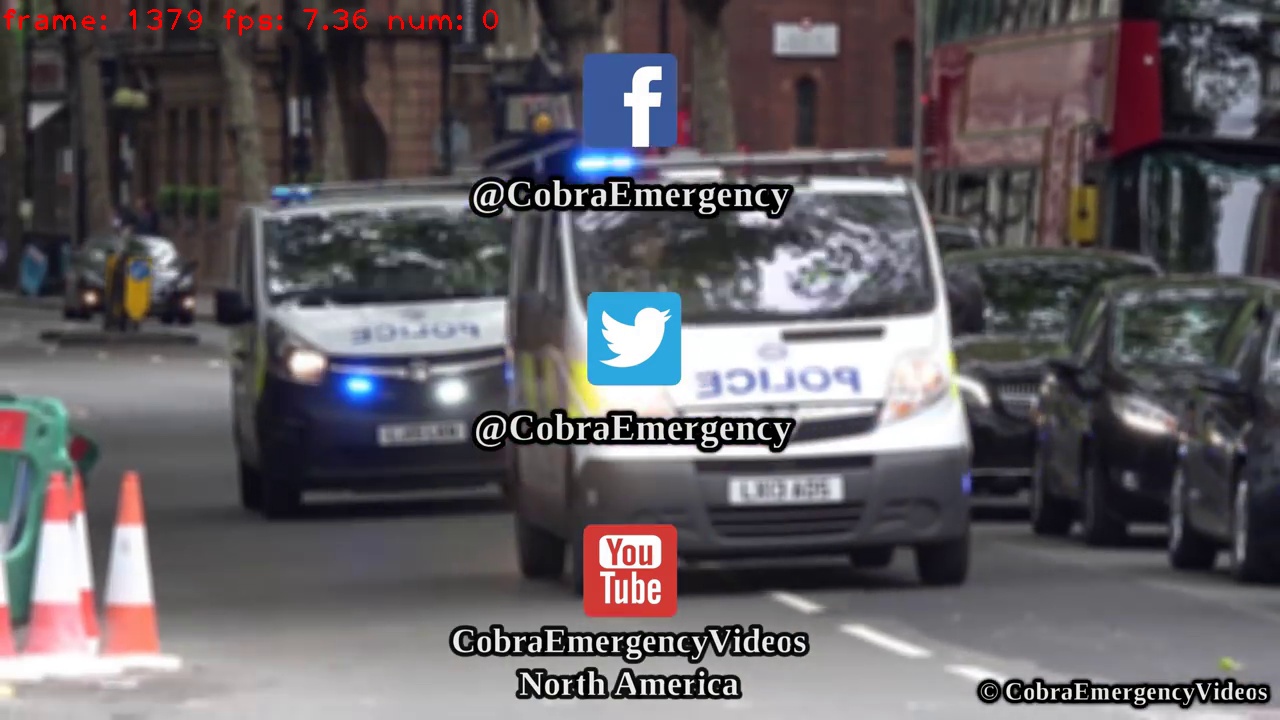 frame: 1379 fps: 7.36 num: 0
f
@CobraEmergency
POLICE
POLICE
@CobraEmergency
You
Tube
CobraEmergencyVideos
North America
© CobraEmergencyVideos